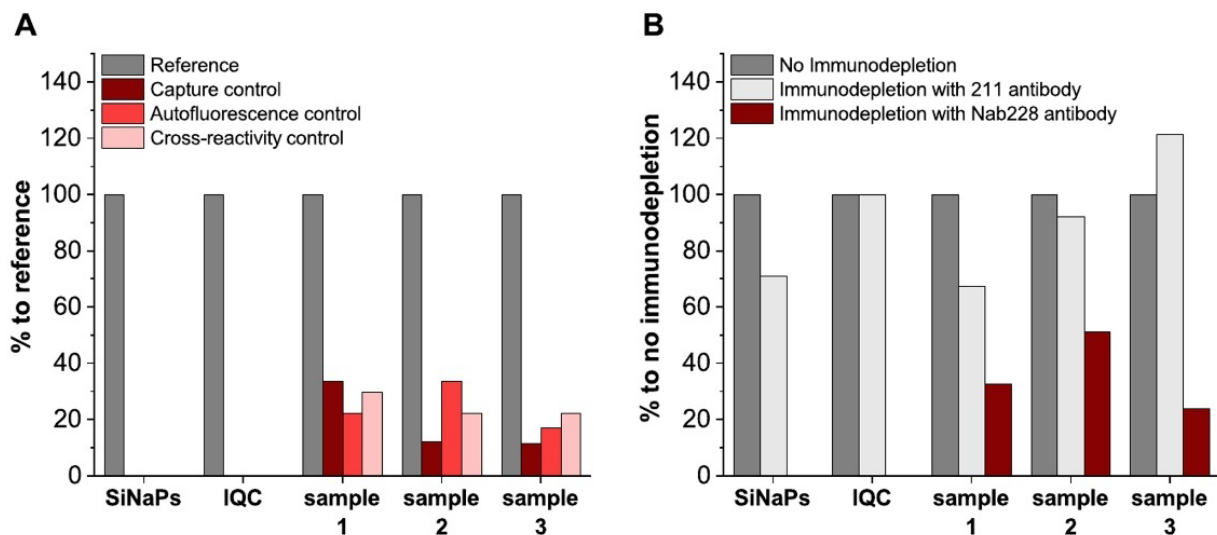 A
Reference
Capture control
Autofluorescence control
Cross-reactivity control
% to reference
140
120
100
80
60
40
20
0
SiNaPs
IQC
sample 1
sample 2
sample 3
B
No Immunodepletion
Immunodepletion with 211 antibody
Immunodepletion with Nab228 antibody
% to no immunodepletion
140
120
100
80
60
40
20
0
SiNaPs
IQC
sample 1
sample 2
sample 3